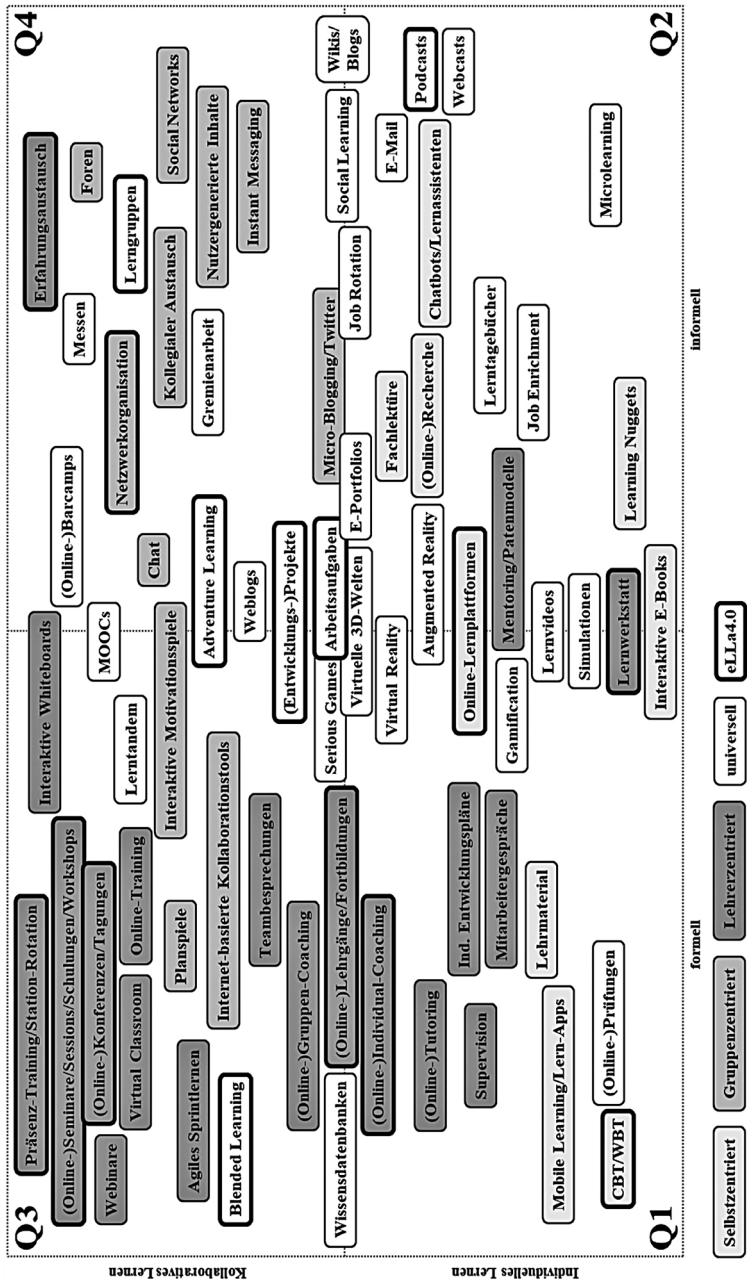 Q3
Q4
Präsenz-Training/Station-Rotation
Interaktive Whiteboards
Erfahrungsaustausch
(Online-)Seminare/Sessions/Schulungen/Workshops
(Online-)Barcamps
Messen
Foren
Webinare
(Online-)Konferenzen/Tagungen
MOOCs
Netzwerkorganisation
Lerngruppen
Virtual Classroom
Online-Training
Lerntandem
Chat
Kollegialer Austausch
Social Networks
Planspiele
Interaktive Motivationsspiele
Agiles Sprintlernen
Adventure Learning
Gremienarbeit
Nutzergenerierte Inhalte
Blended Learning
Internet-basierte Kollaborationstools
Weblogs
Instant Messaging
Teambesprechungen
(Online-)Gruppen-Coaching
(Entwicklungs-)Projekte
Serious Games
Arbeitsaufgaben
Micro-Blogging/Twitter
Social Learning
Wikis/
Blogs
Wissensdatenbanken
(Online-)Lehrgänge/Fortbildungen
Virtuelle 3D-Welten
E-Portfolios
Job Rotation
(Online-)Individual-Coaching
Virtual Reality
Fachlektüre
E-Mail
Podcasts
(Online-)Tutoring
Augmented Reality
(Online-)Recherche
Chatbots/Lernassistenten
Webcasts
Ind. Entwicklungspläne
Online-Lernplattformen
Supervision
Mitarbeitergespräche
Gamification
Mentoring/Patenmodelle
Lerntagebücher
Lehrmaterial
Lernvideos
Job Enrichment
Mobile Learning/Lern-Apps
Simulationen
(Online-)Prüfungen
CBT/WBT
Lernwerkstatt
Learning Nuggets
Microlearning
Interaktive E-Books
Q1
Q2
Kollaboratives Lernen
Individuelles Lernen
formell
informell
Selbstzentriert
Gruppenzentriert
Lehrerzentriert
universell
eLLa4.0